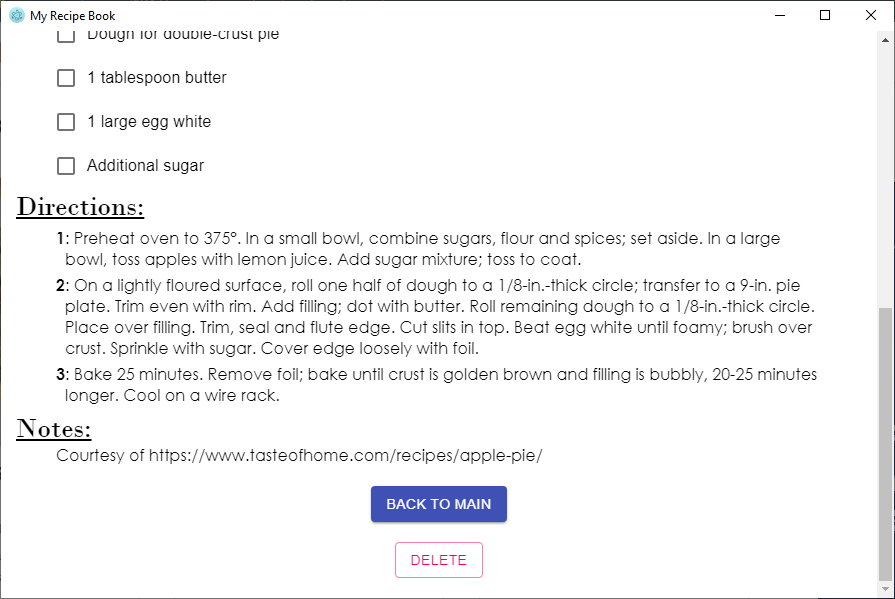 My Recipe Book
Dough for double-crust pie
1 tablespoon butter
1 large egg white
Additional sugar
Directions:
1: Preheat oven to 375°. In a small bowl, combine sugars, flour and spices; set aside. In a large
bowl, toss apples with lemon juice. Add sugar mixture; toss to coat.
2: On a lightly floured surface, roll one half of dough to a 1/8-in.-thick circle; transfer to a 9-in. pie
plate. Trim even with rim. Add filling; dot with butter. Roll remaining dough to a 1/8-in.-thick circle.
Place over filling. Trim, seal and flute edge. Cut slits in top. Beat egg white until foamy; brush over
crust. Sprinkle with sugar. Cover edge loosely with foil.
3: Bake 25 minutes. Remove foil; bake until crust is golden brown and filling is bubbly, 20-25 minutes
longer. Cool on a wire rack.
Notes:
Courtesy of https://www.tasteofhome.com/recipes/apple-pie/
BACK TO MAIN
DELETE